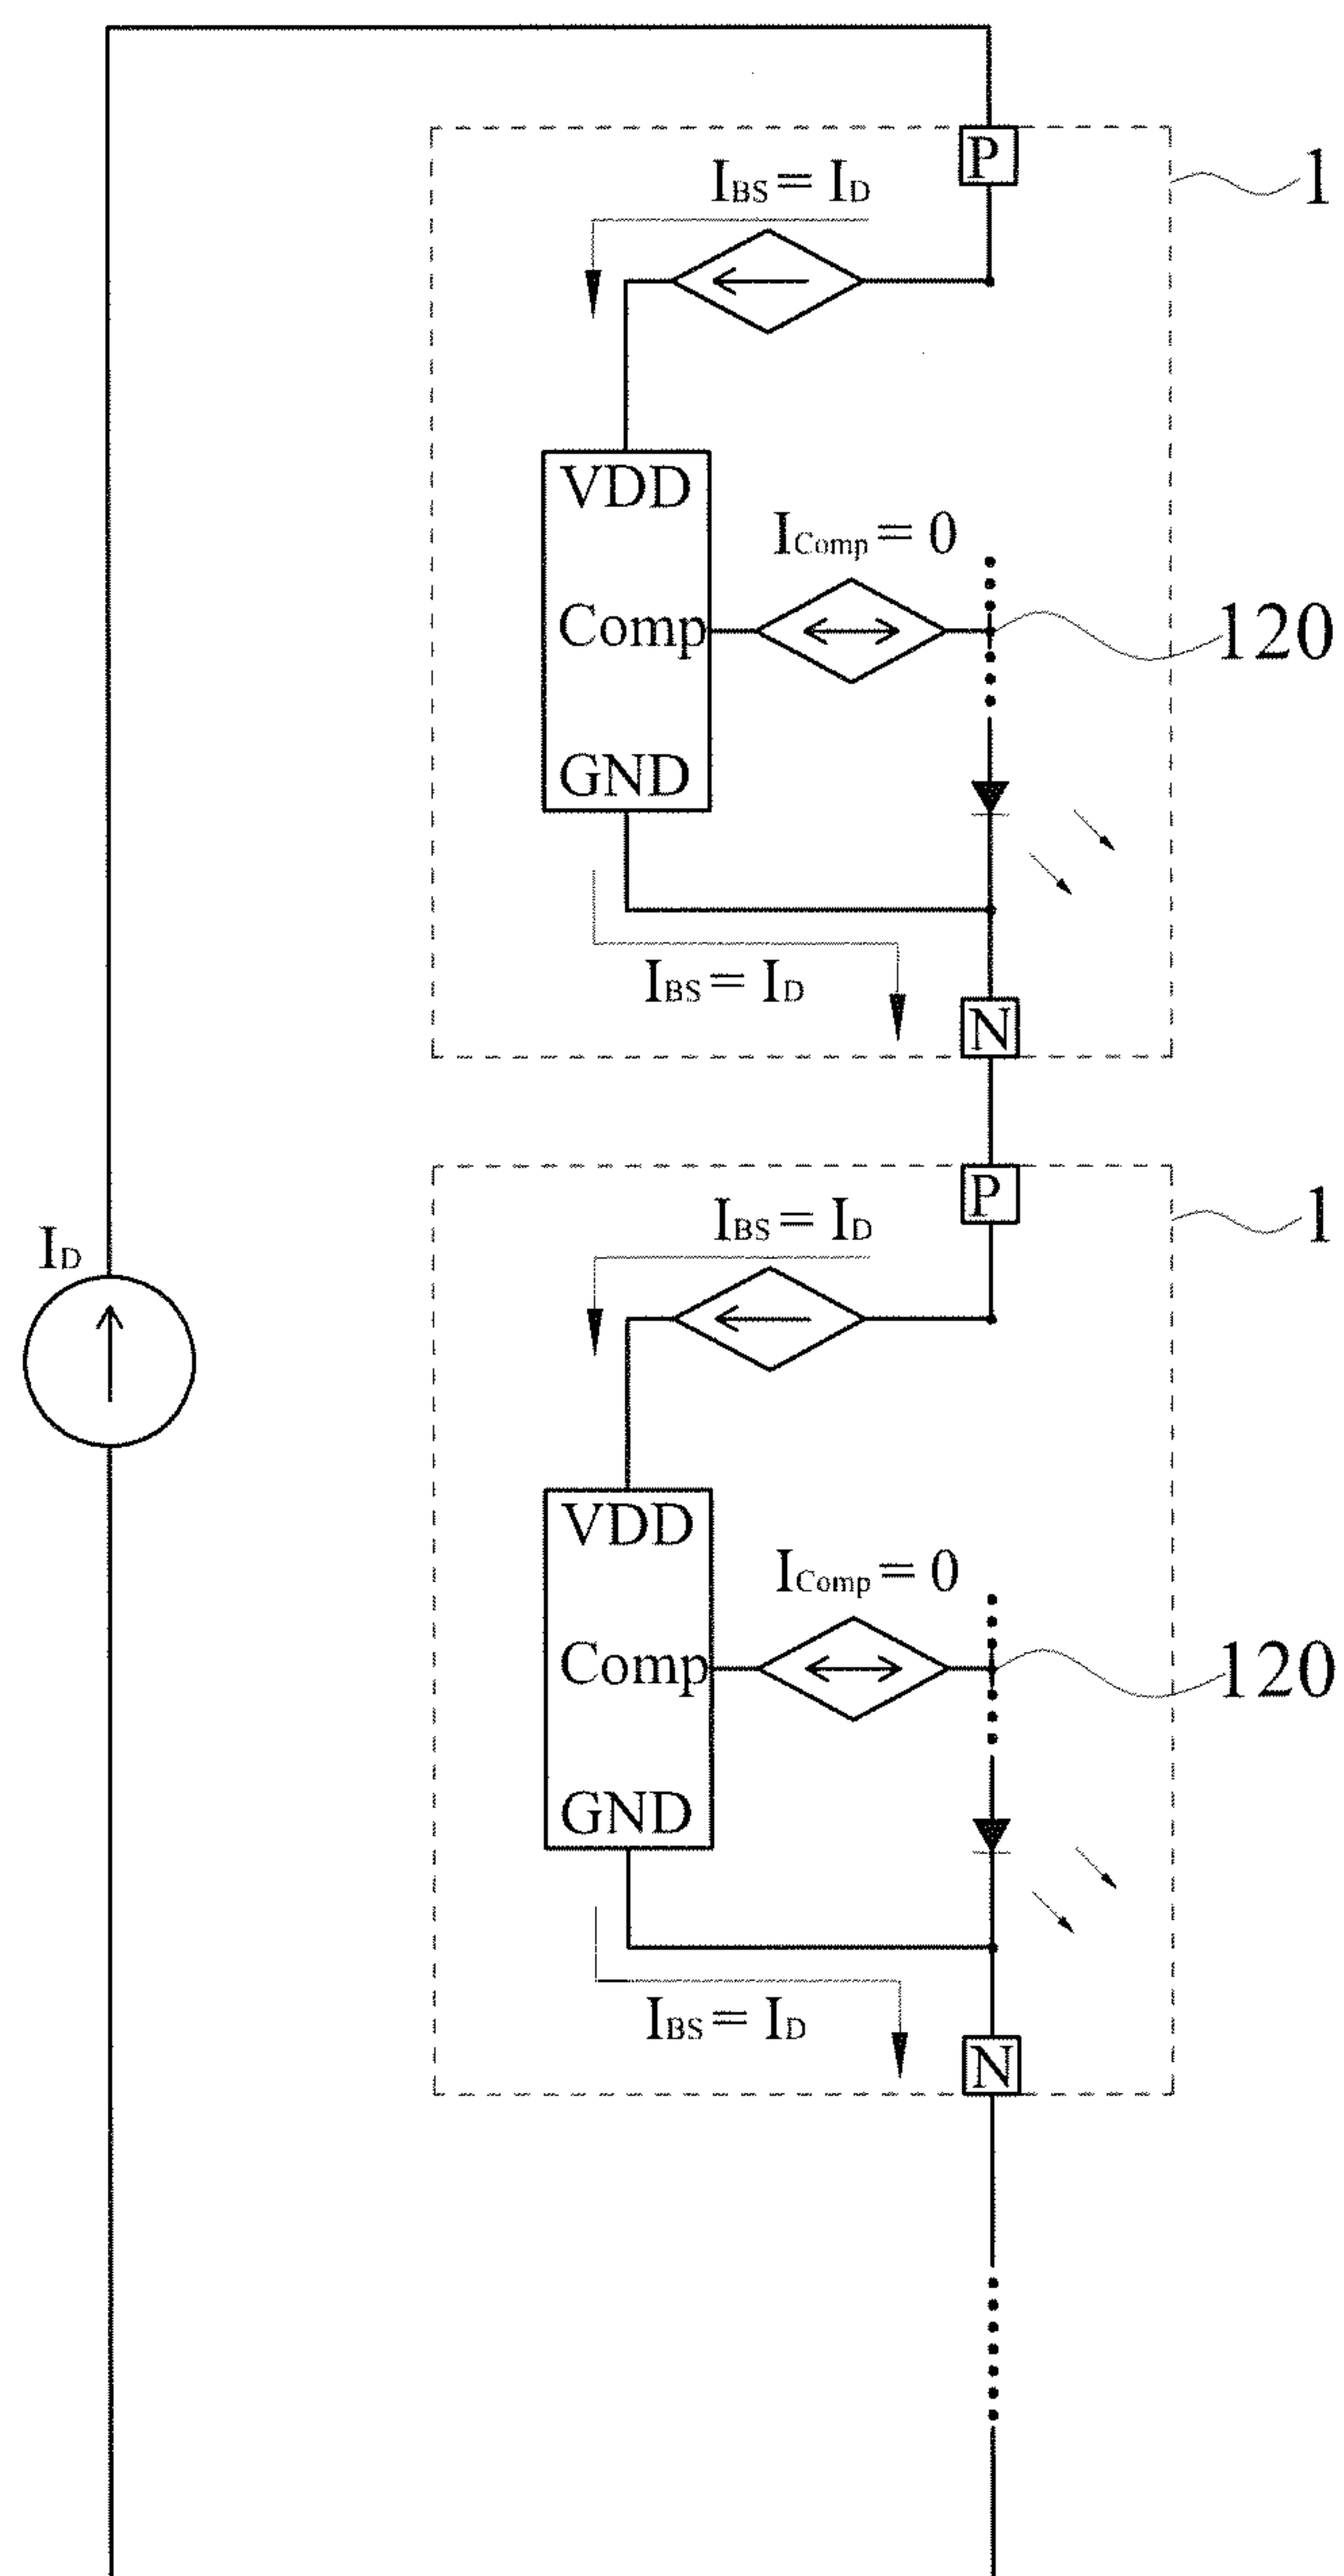 P
1
IBS = ID
VDD
IComp = 0
Comp
120
GND
IBS = ID
N
P
1
IBS = ID
ID
VDD
IComp = 0
Comp
120
GND
IBS = ID
N